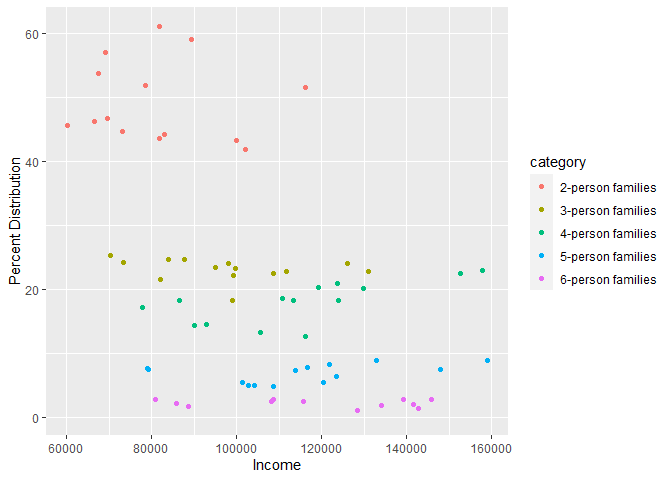 60
40
20
0
Percent Distribution
60000 80000 100000 120000 140000 160000
Income
category
2-person families
3-person families
4-person families
5-person families
6-person families